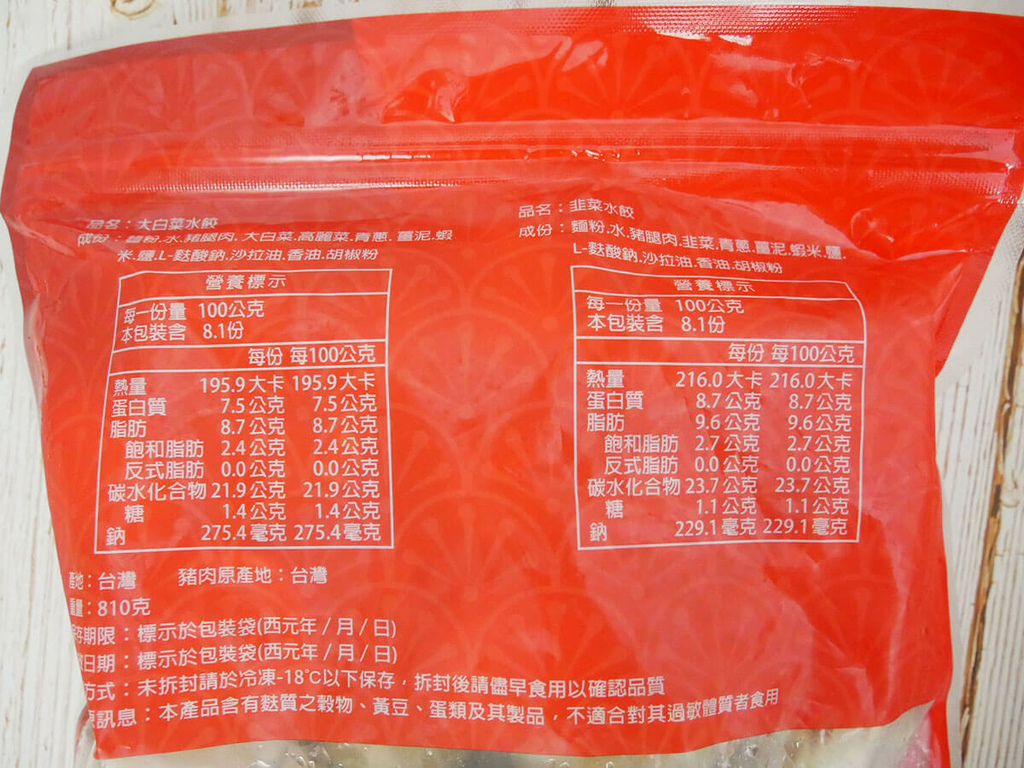 品名：大白菜水餃
成份：麵粉.水.豬腿肉.大白菜.高麗菜.青蔥.薑泥.蝦
米.鹽.L-麩酸鈉.沙拉油.香油.胡椒粉
營養標示
每一份量 100公克
本包裝含 8.1份
每份 每100公克
熱量 195.9大卡 195.9大卡
蛋白質 7.5公克 7.5公克
脂肪 8.7公克 8.7公克
飽和脂肪 2.4公克 2.4公克
反式脂肪 0.0公克 0.0公克
碳水化合物 21.9公克 21.9公克
糖 1.4公克 1.4公克
鈉 275.4毫克 275.4毫克
品名：韭菜水餃
成份：麵粉.水.豬腿肉.韭菜.青蔥.薑泥.蝦米.鹽.
L-麩酸鈉.沙拉油.香油.胡椒粉
營養標示
每一份量 100公克
本包裝含 8.1份
每份 每100公克
熱量 216.0大卡 216.0大卡
蛋白質 8.7公克 8.7公克
脂肪 9.6公克 9.6公克
飽和脂肪 2.7公克 2.7公克
反式脂肪 0.0公克 0.0公克
碳水化合物 23.7公克 23.7公克
糖 1.1公克 1.1公克
鈉 229.1毫克 229.1毫克
產地：台灣 豬肉原產地：台灣
量：810克
期限：標示於包裝袋(西元年/月/日)
日期：標示於包裝袋(西元年/月/日)
方式：未拆封請於冷凍-18℃以下保存，拆封後請儘早食用以確認品質
訊息：本產品含有麩質之穀物、黃豆、蛋類及其製品，不適合對其過敏體質者食用